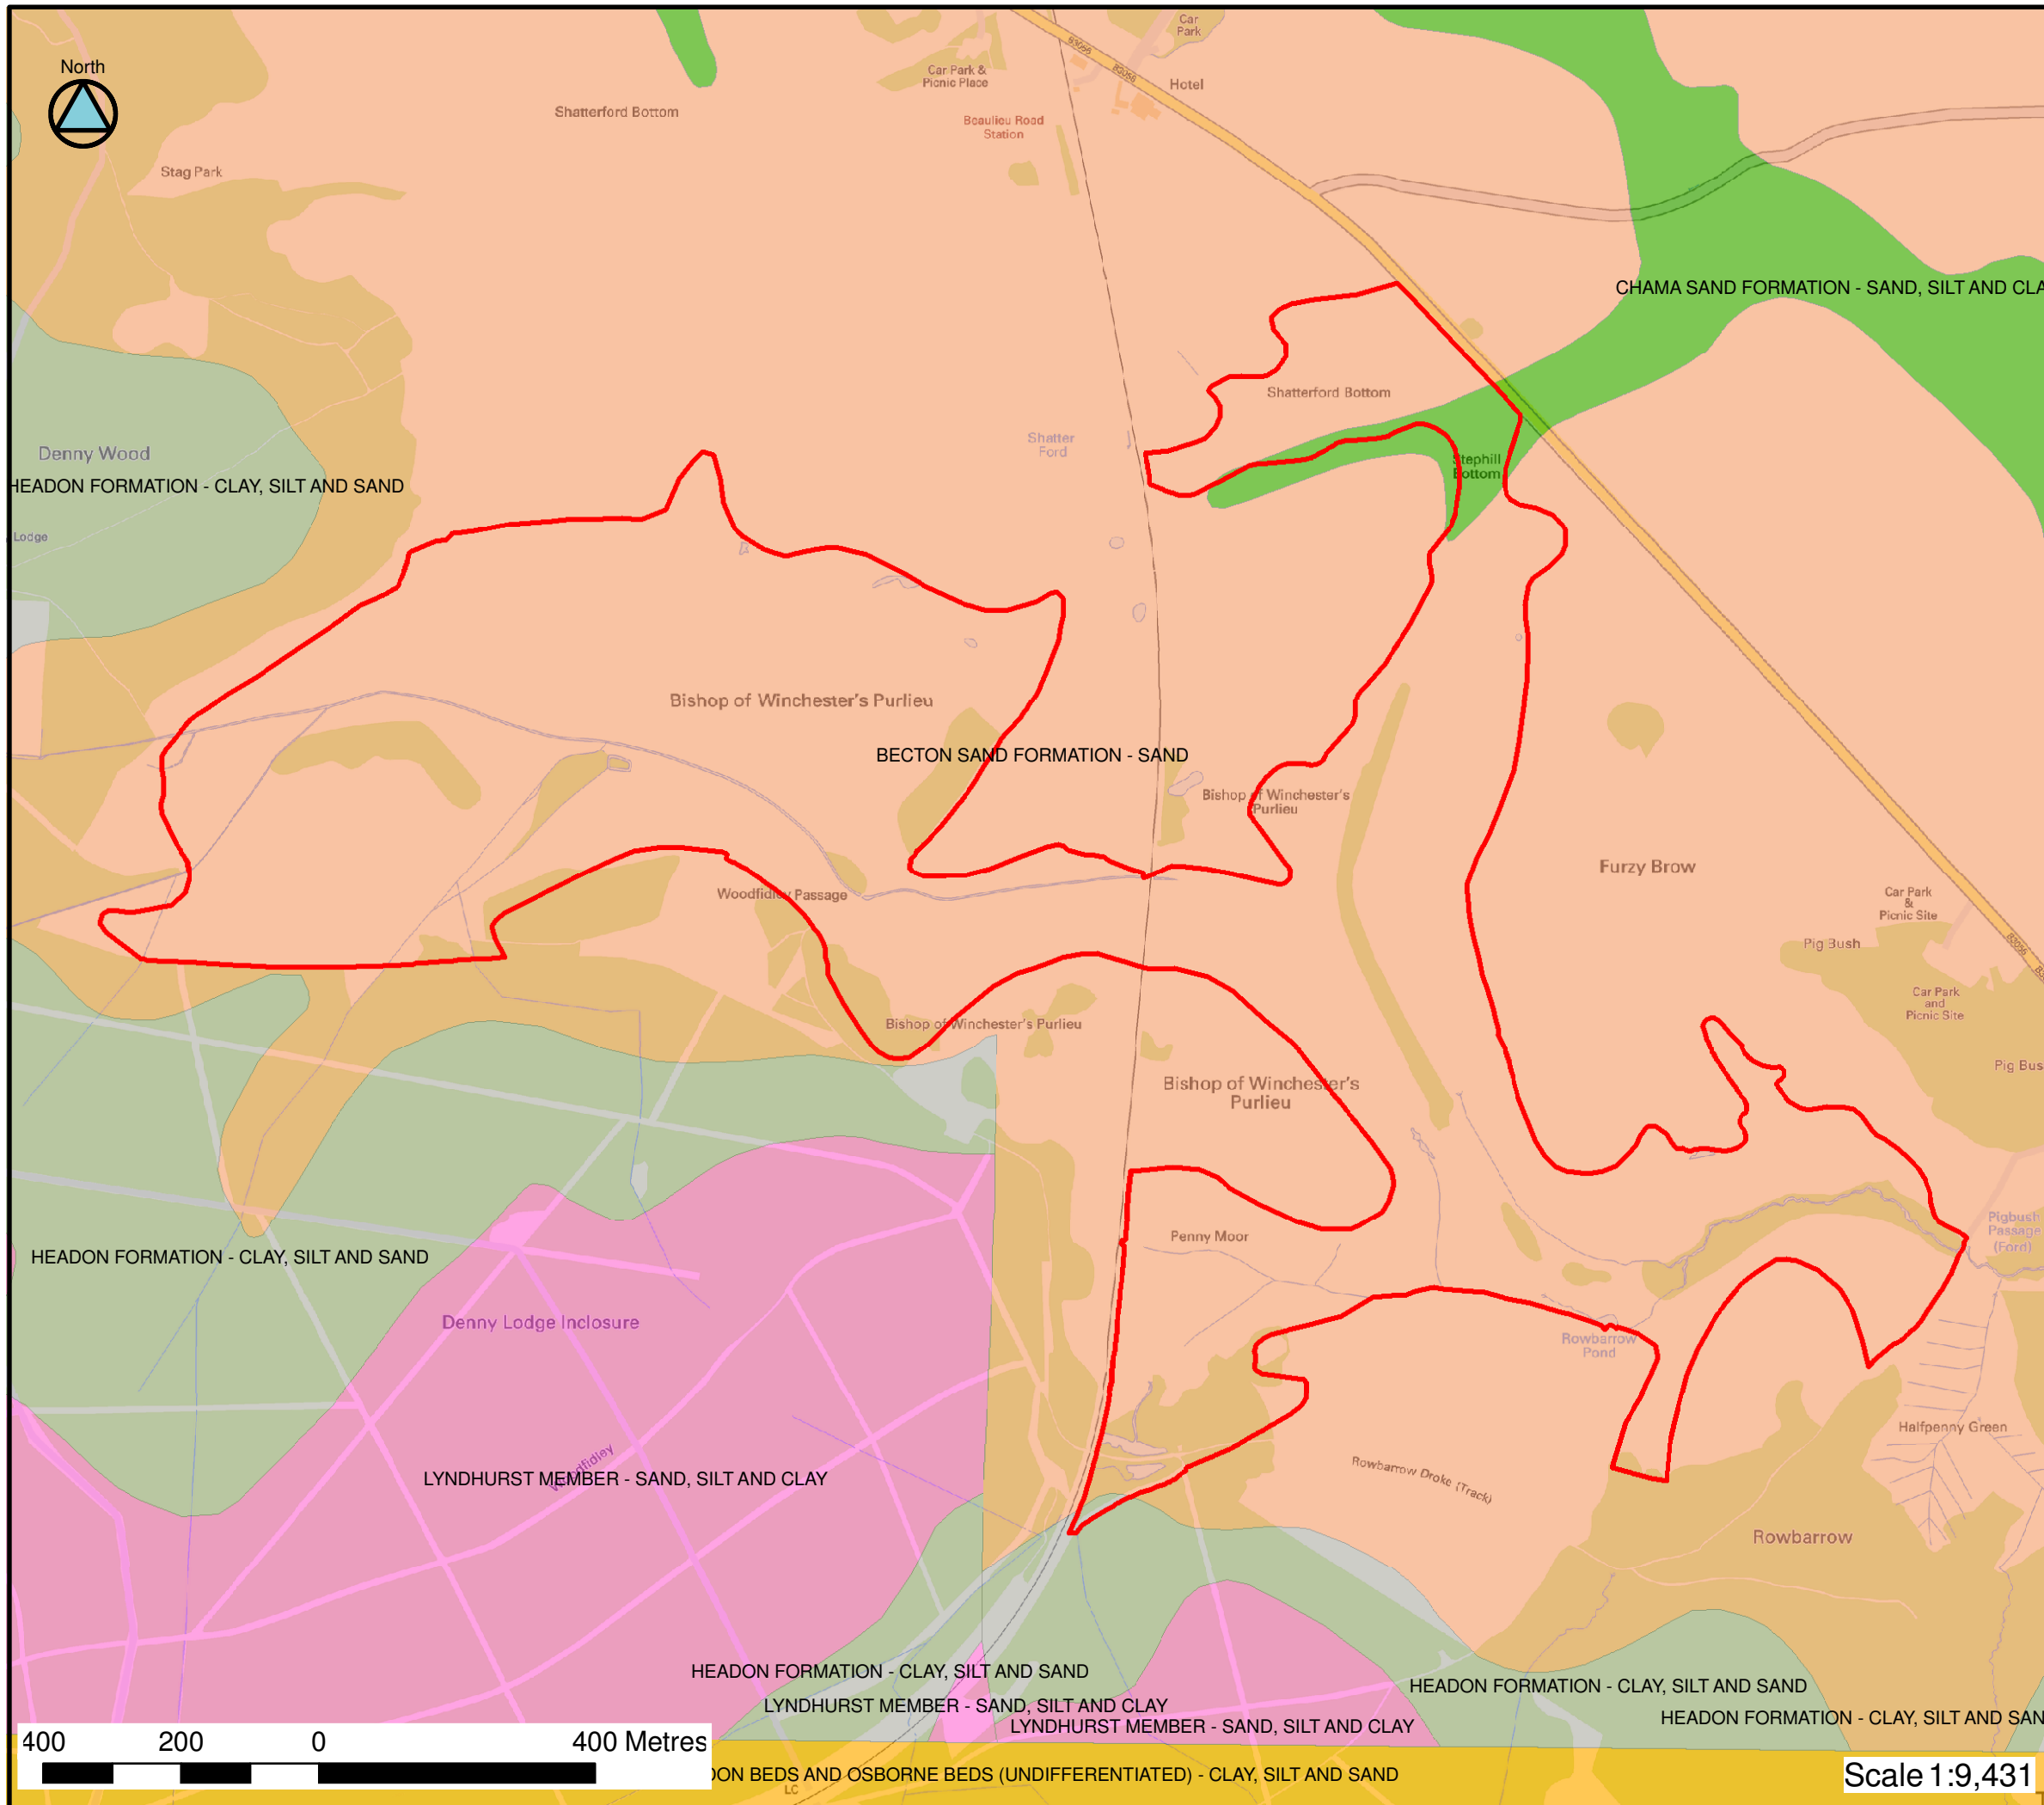 North
Car
Park
B3056
B3056
Car Park &
Picnic Place
Hotel
Shatterford Bottom
Beaulieu Road
Station
Stag Park
CHAMA SAND FORMATION - SAND, SILT AND CLA
Shatterford Bottom
Shatter
Ford
Denny Wood
Stephill
Bottom
HEADON FORMATION - CLAY, SILT AND SAND
Lodge
Bishop of Winchester's Purlieu
BECTON SAND FORMATION - SAND
Bishop of Winchester's
Purlieu
Furzy Brow
Woodfidley Passage
Car Park
&
Picnic Site
Pig Bush
B3056
Car Park
and
Picnic Site
Bishop of Winchester's Purlieu
Pig Bus
Bishop of Winchester's
Purlieu
Pigbush
Passage
(Ford)
Penny Moor
HEADON FORMATION - CLAY, SILT AND SAND
Denny Lodge Inclosure
Rowbarrow
Pond
Halfpenny Green
Woodfidley
LYNDHURST MEMBER - SAND, SILT AND CLAY
Rowbarrow Droke (Track)
Rowbarrow
HEADON FORMATION - CLAY, SILT AND SAND
HEADON FORMATION - CLAY, SILT AND SAND
LYNDHURST MEMBER - SAND, SILT AND CLAY
HEADON FORMATION - CLAY, SILT AND SAN
LYNDHURST MEMBER - SAND, SILT AND CLAY
400 200 0 400 Metres
DON BEDS AND OSBORNE BEDS (UNDIFFERENTIATED) - CLAY, SILT AND SAND
Scale 1:9,431
LC